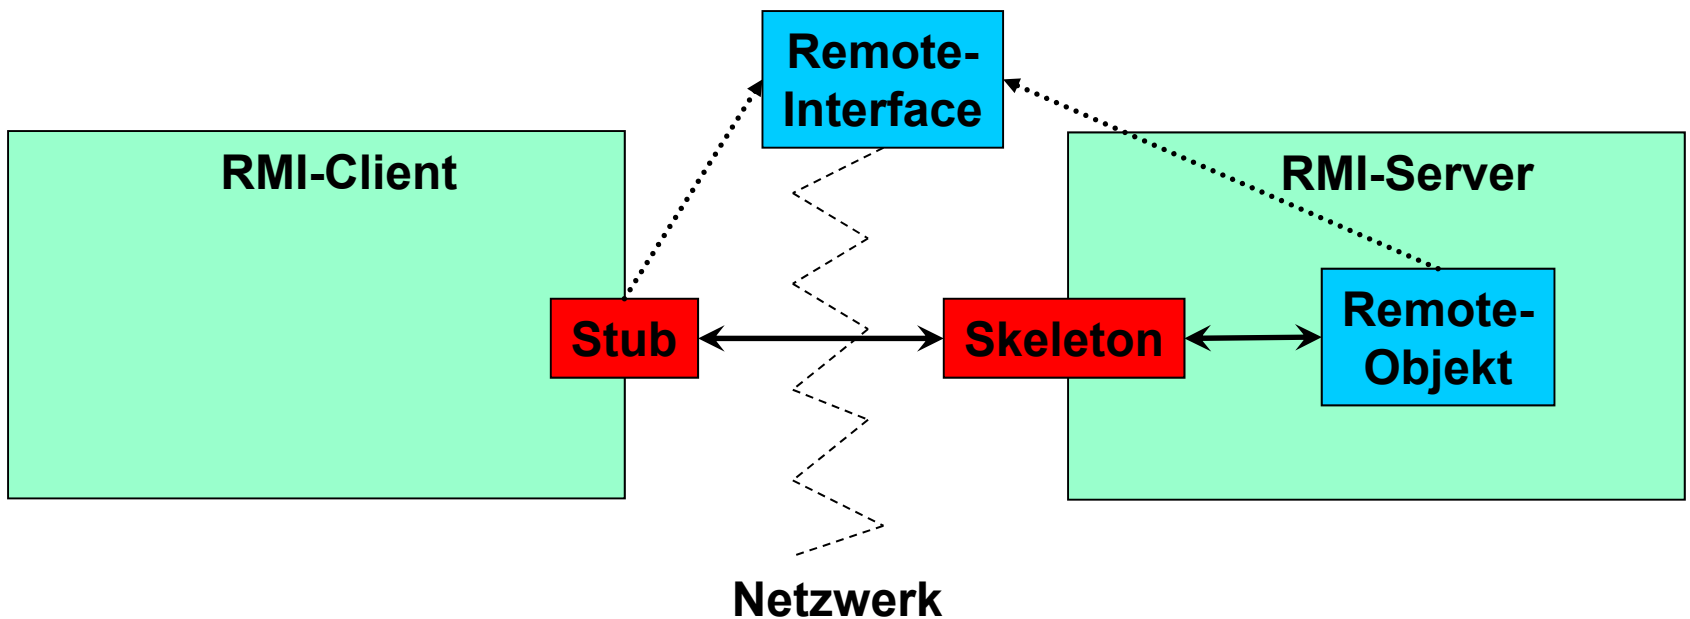 Remote-
Interface
RMI-Client
RMI-Server
Stub
Skeleton
Remote-
Objekt
Netzwerk